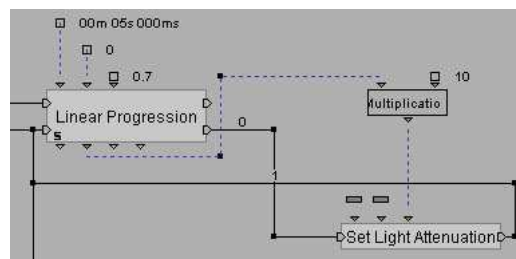 00m 05s 000ms
0
0.7
10
Linear Progression
Multiplicatio
s
0
1
Set Light Attenuation